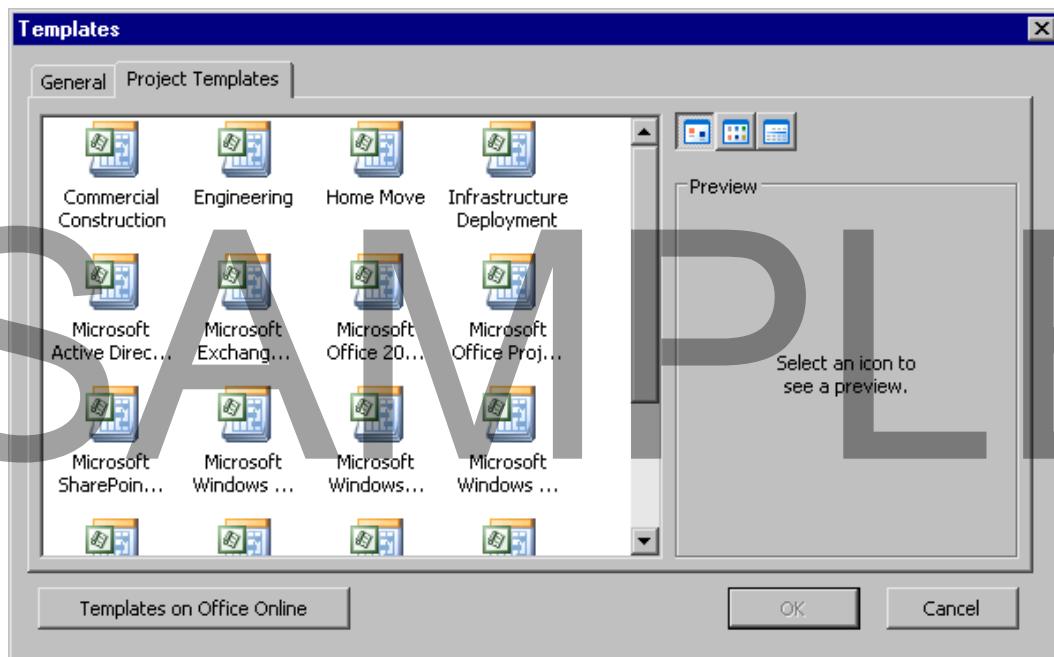 Templates
General Project Templates
Commercial Construction
Engineering
Home Move
Infrastructure Deployment
Preview
Microsoft Active Direc...
Microsoft Exchang...
Microsoft Office 20...
Microsoft Office Proj...
Select an icon to
see a preview.
Microsoft SharePoin...
Microsoft Windows ...
Microsoft Windows...
Microsoft Windows ...
SAMPL
Templates on Office Online
OK
Cancel